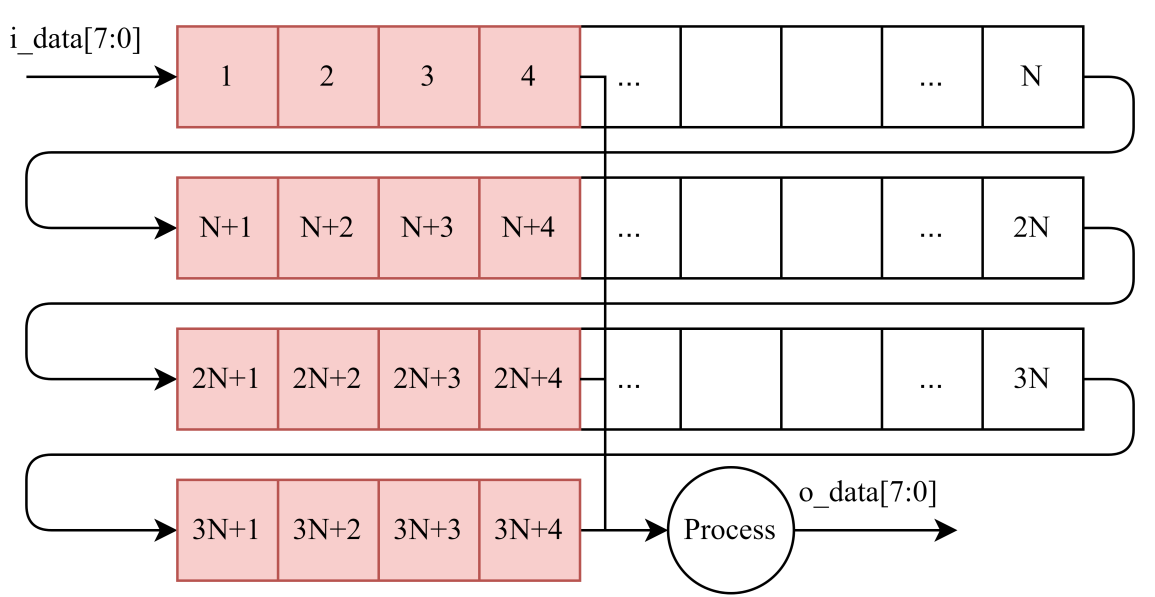 i_data[7:0]
1 2 3 4 ... ... N
N+1 N+2 N+3 N+4 ... ... 2N
2N+1 2N+2 2N+3 2N+4 ... ... 3N
3N+1 3N+2 3N+3 3N+4 Process o_data[7:0]